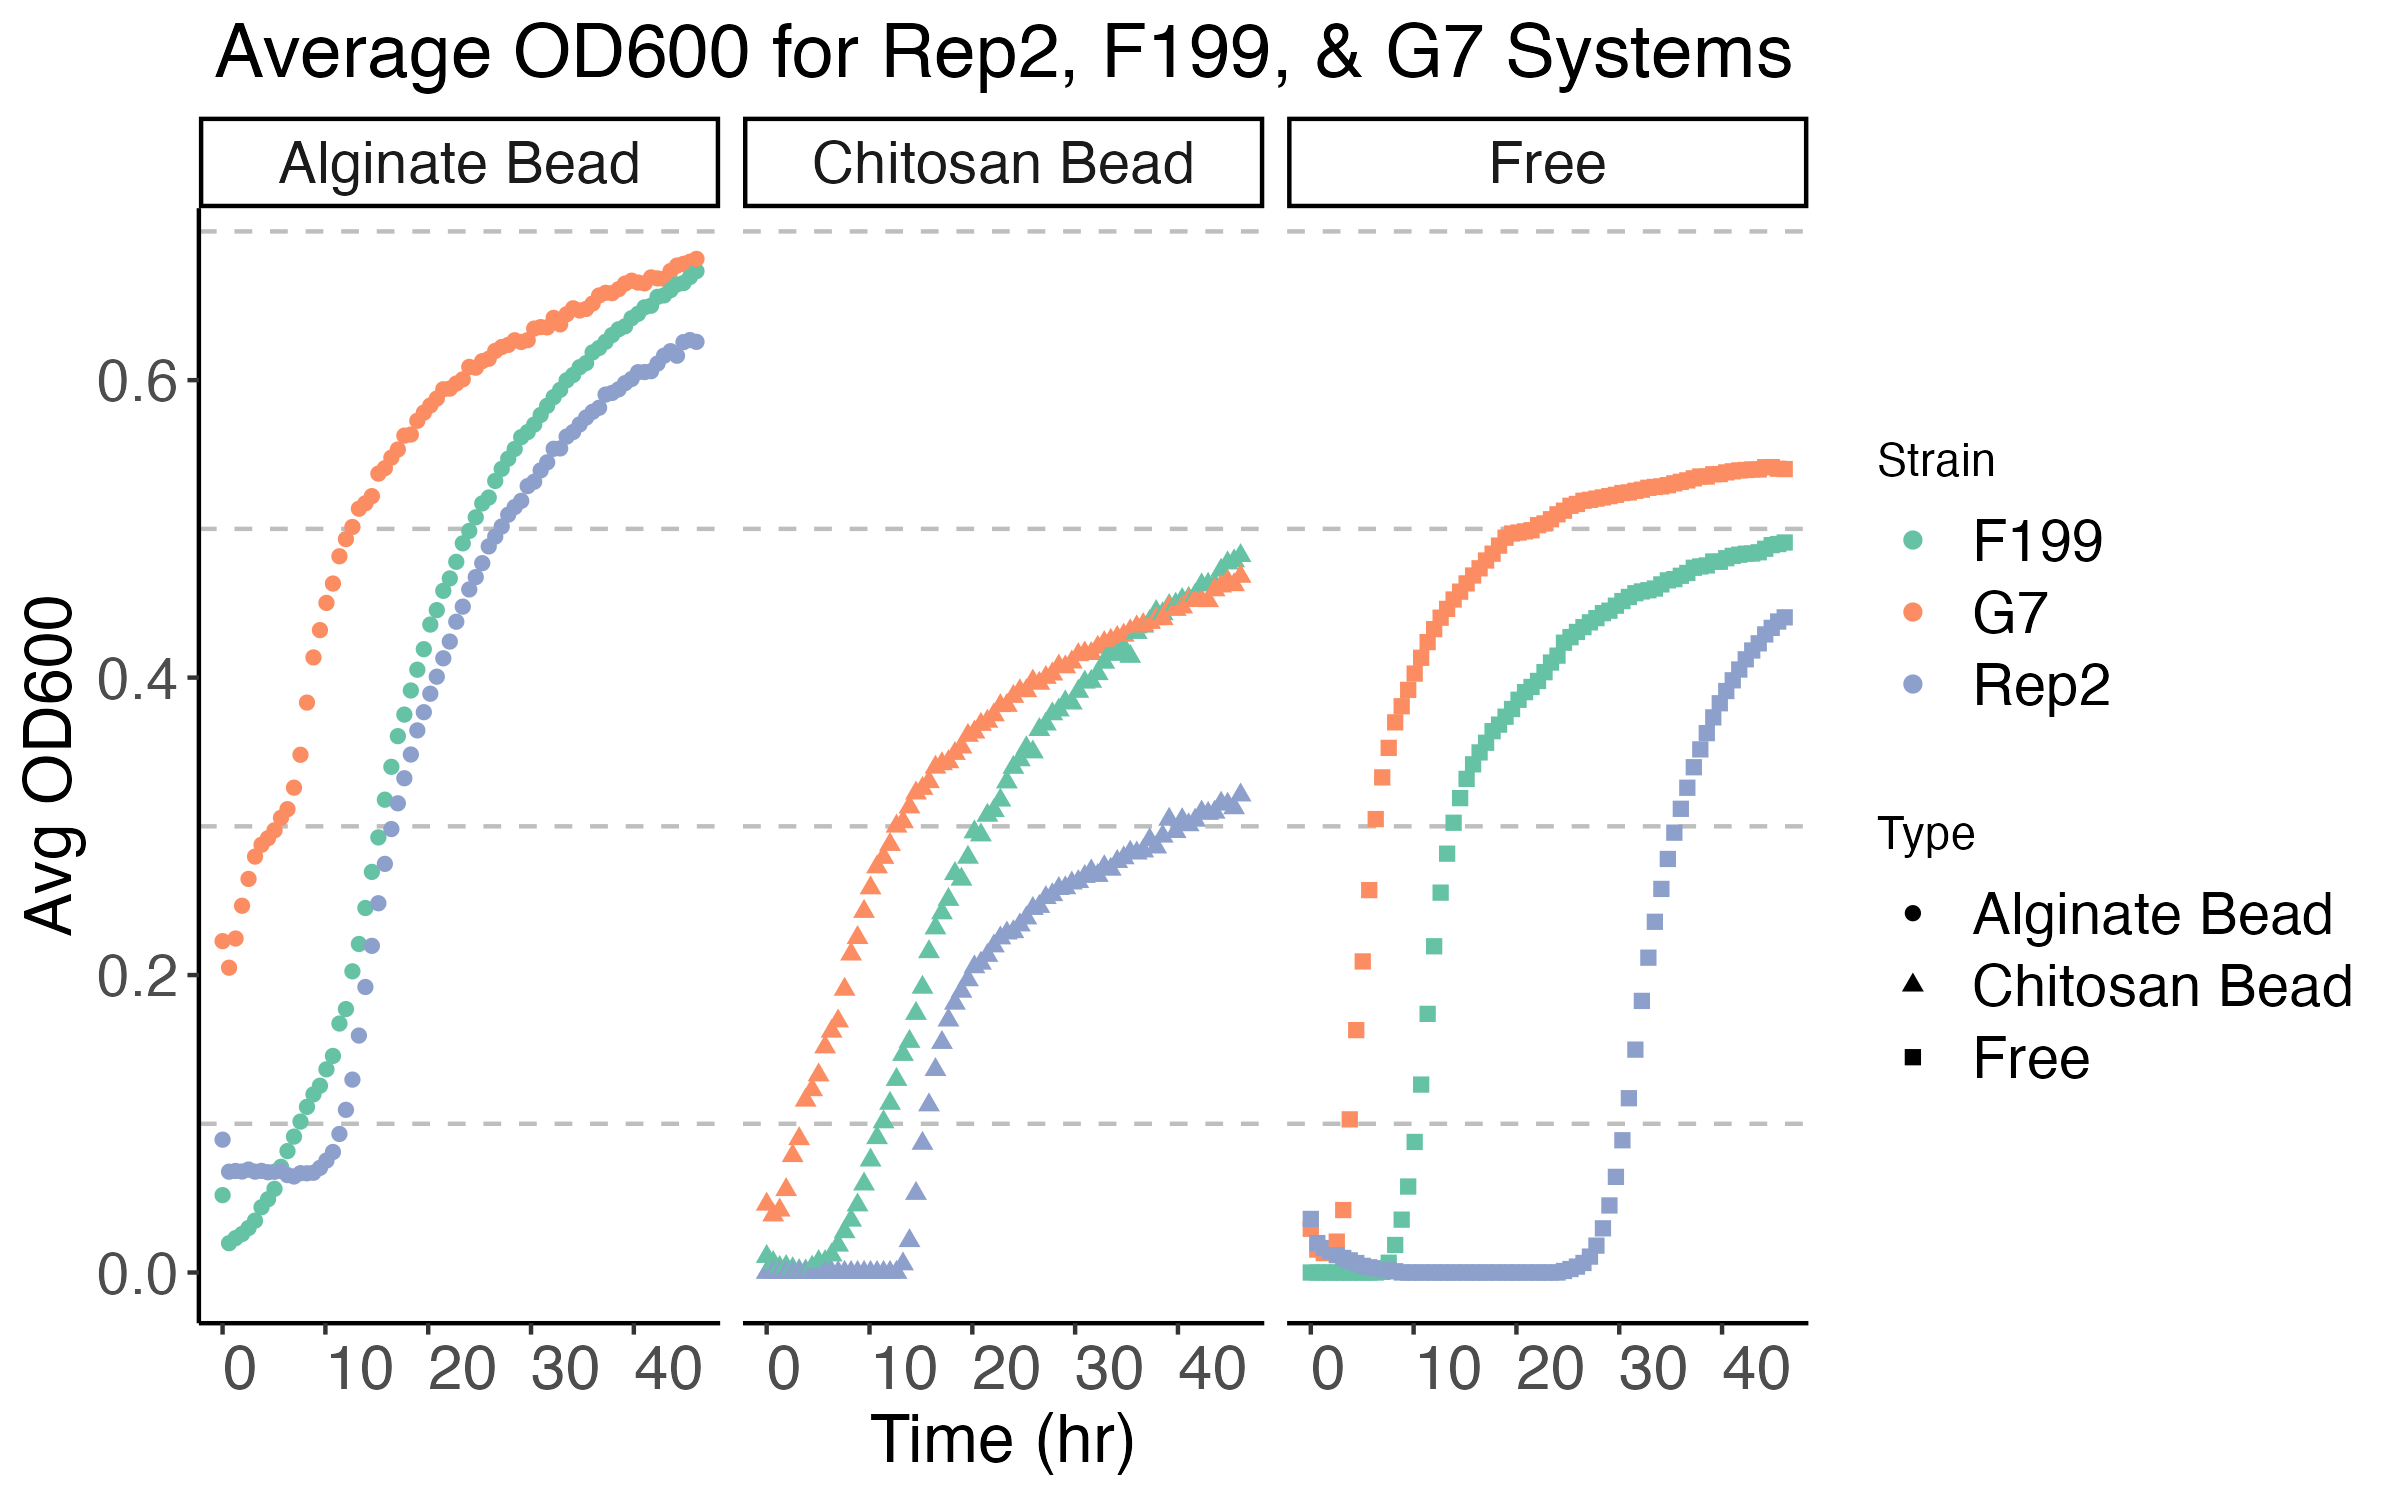 Average OD600 for Rep2, F199, & G7 Systems
Alginate Bead
Chitosan Bead
Free
Avg OD600
0.6
0.4
0.2
0.0
0 10 20 30 40
0 10 20 30 40
0 10 20 30 40
Time (hr)
Strain
F199
G7
Rep2
Type
Alginate Bead
Chitosan Bead
Free